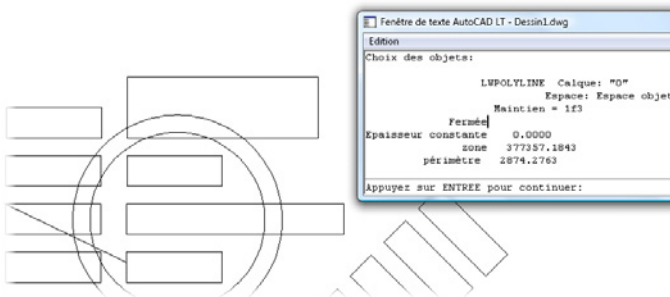 Fenêtre de texte AutoCAD LT - Dessin1.dwg
Edition
Choix des objets:
LWPOLYLINE Calque: "0"
Espace: Espace objet
Maintien = 1f3
Fermée
Epaisseur constante 0.0000
zone 377357.1843
périmètre 2874.2763
Appuyez sur ENTREE pour continuer: